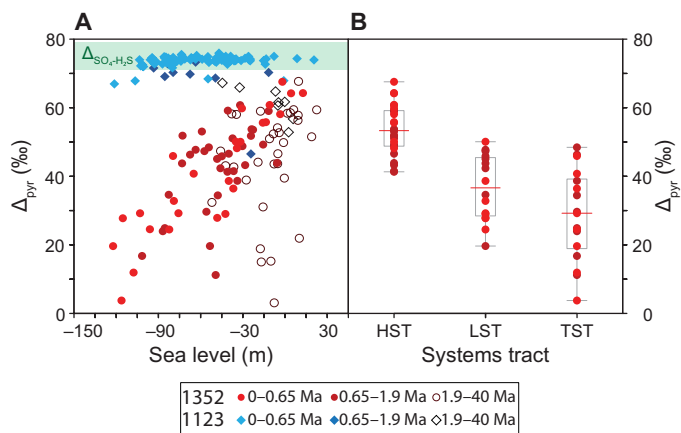 A
B
ΔSO₄-H₂S
Δpyr (‰)
80
60
40
20
0
−150
−90
−30
30
Sea level (m)
HST
LST
TST
Systems tract
80
60
40
20
0
Δpyr (‰)
1352 0–0.65 Ma 0.65–1.9 Ma 1.9–40 Ma
1123 0–0.65 Ma 0.65–1.9 Ma 1.9–40 Ma